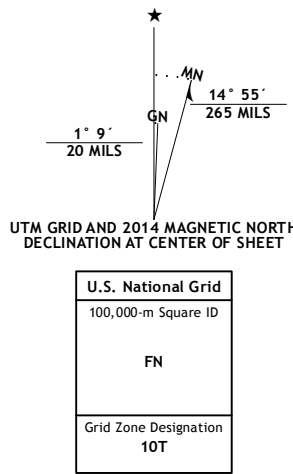 MN
GN
1° 9´
20 MILS
14° 55´
265 MILS
UTM GRID AND 2014 MAGNETIC NORTH
DECLINATION AT CENTER OF SHEET
U.S. National Grid
100,000-m Square ID
FN
Grid Zone Designation
10T